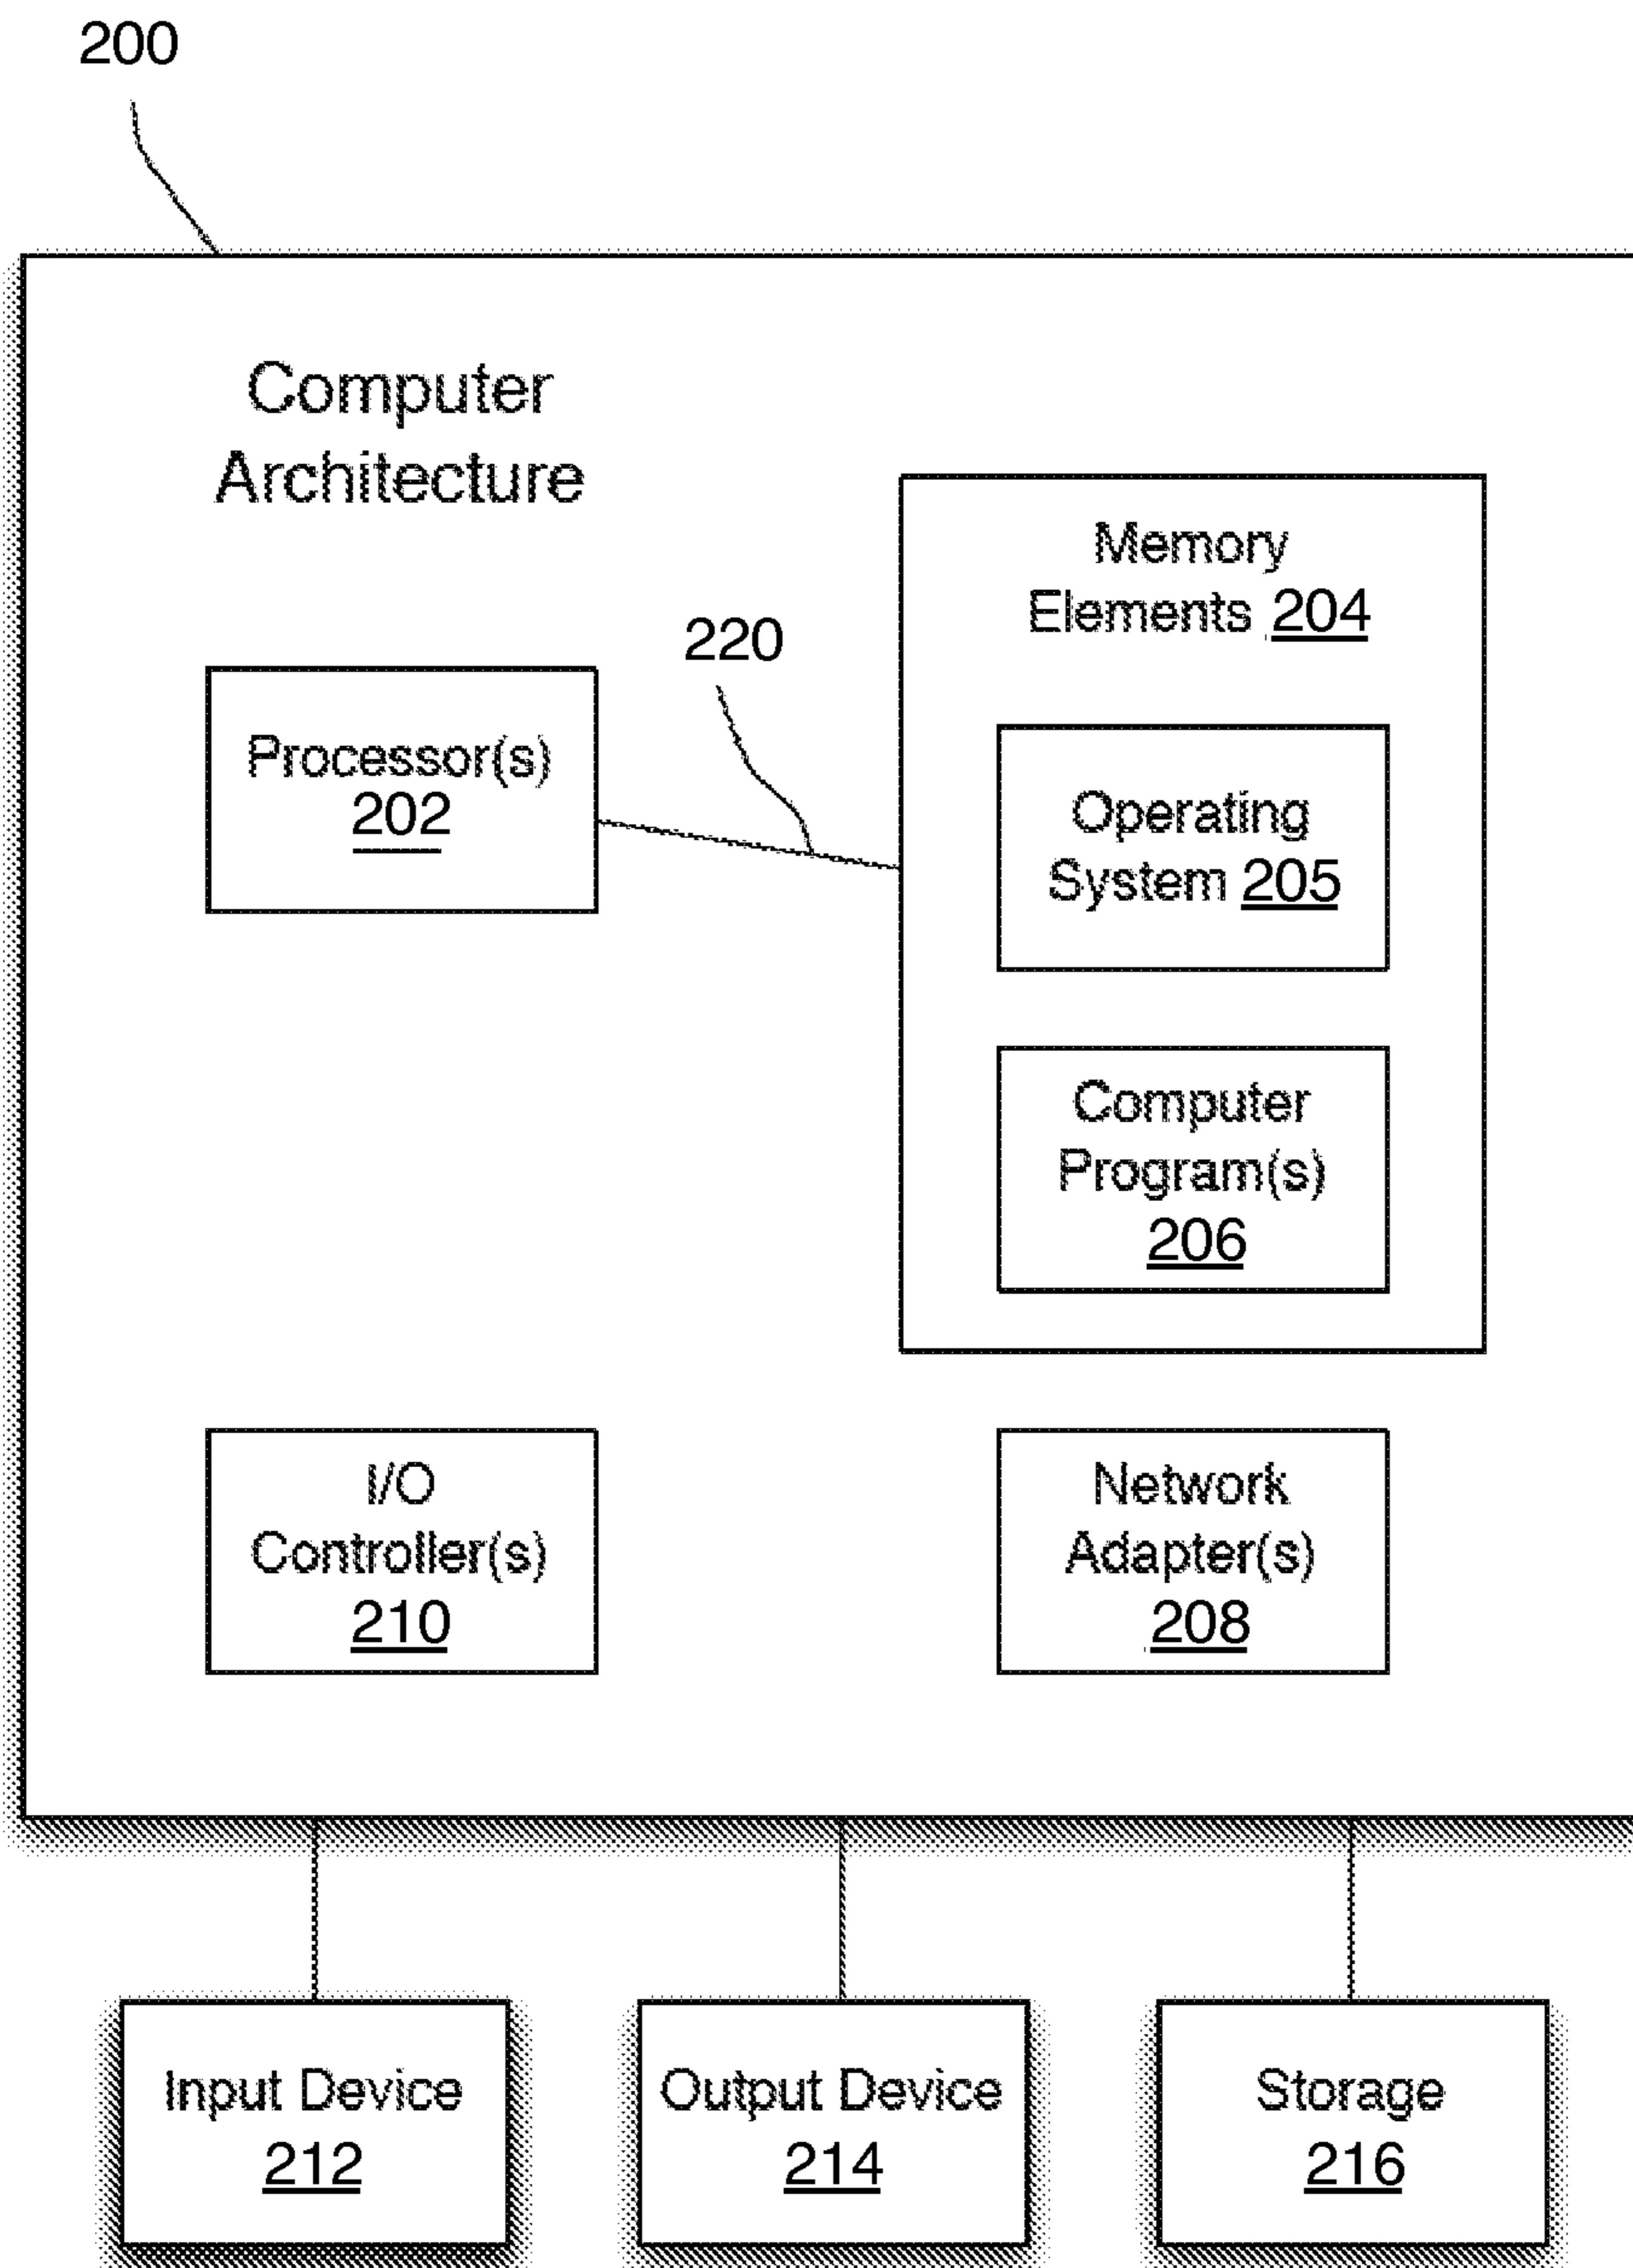 200
Computer
Architecture
Memory
Elements 204
220
Processor(s)
202
Operating
System 205
Computer
Program(s)
206
I/O
Controller(s)
210
Network
Adapter(s)
208
Input Device
212
Output Device
214
Storage
216